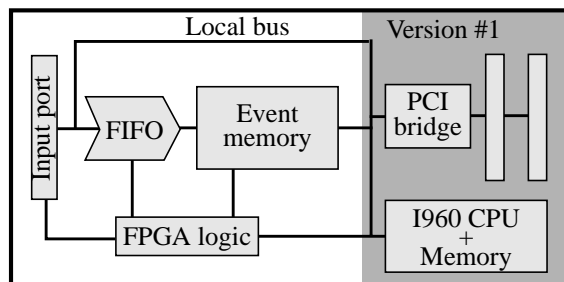 Local bus
Version #1
Input port
FIFO
Event
memory
PCI
bridge
FPGA logic
I960 CPU
+
Memory